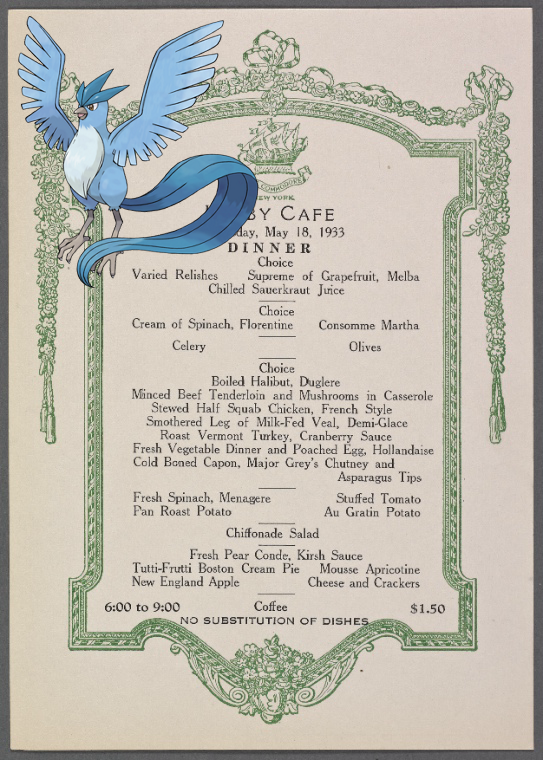 COMMODORE
NEW YORK
BY CAFE
day, May 18, 1933
DINNER
Choice
Varied Relishes Supreme of Grapefruit, Melba
Chilled Sauerkraut Juice
Choice
Cream of Spinach, Florentine Consomme Martha
Celery Olives
Choice
Boiled Halibut, Duglere
Minced Beef Tenderloin and Mushrooms in Casserole
Stewed Half Squab Chicken, French Style
Smothered Leg of Milk-Fed Veal, Demi-Glace
Roast Vermont Turkey, Cranberry Sauce
Fresh Vegetable Dinner and Poached Egg, Hollandaise
Cold Boned Capon, Major Grey's Chutney and
Asparagus Tips
Fresh Spinach, Menagere Stuffed Tomato
Pan Roast Potato Au Gratin Potato
Chiffonade Salad
Fresh Pear Conde, Kirsh Sauce
Tutti-Frutti Boston Cream Pie Mousse Apricotine
New England Apple Cheese and Crackers
6:00 to 9:00 Coffee $1.50
NO SUBSTITUTION OF DISHES